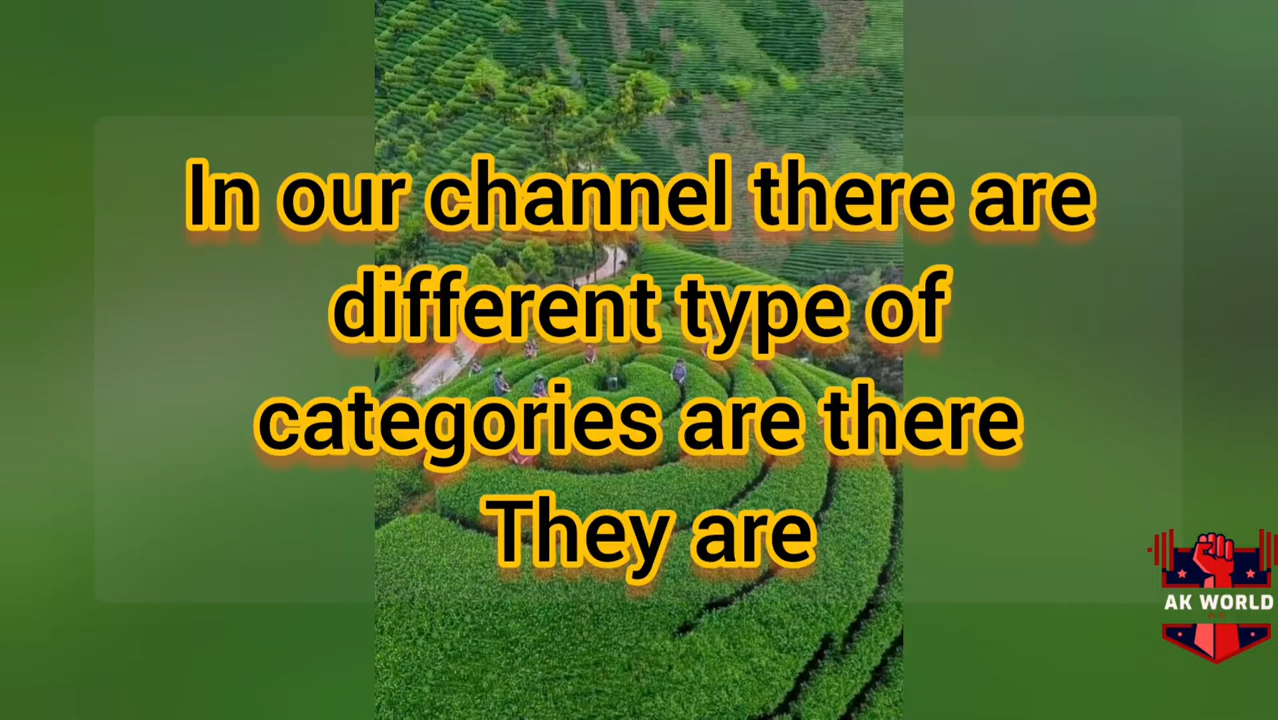 In our channel there are
different type of
categories are there
They are
AK WORLD